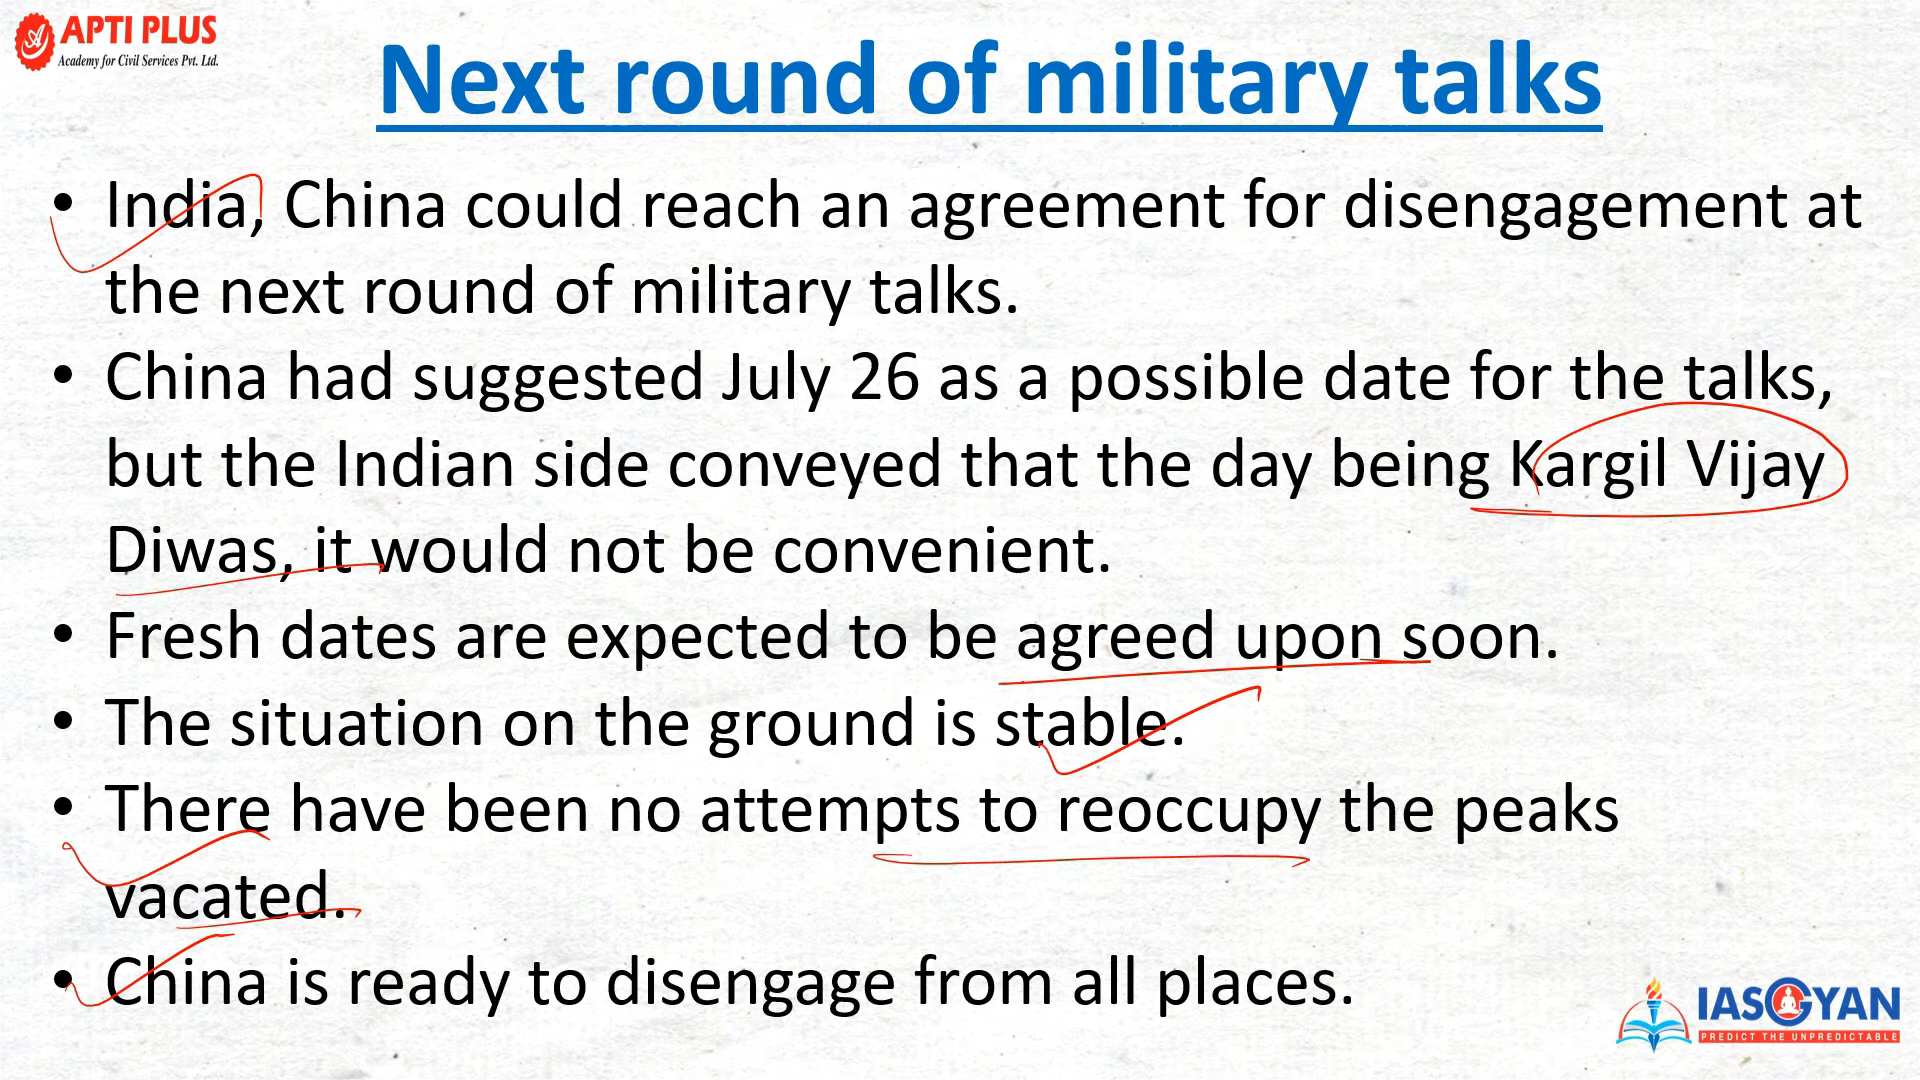 APTI PLUS
Academy for Civil Services Pvt. Ltd.
Next round of military talks
• India, China could reach an agreement for disengagement at
the next round of military talks.
• China had suggested July 26 as a possible date for the talks,
but the Indian side conveyed that the day being Kargil Vijay
Diwas, it would not be convenient.
• Fresh dates are expected to be agreed upon soon.
• The situation on the ground is stable.
• There have been no attempts to reoccupy the peaks
vacated.
• China is ready to disengage from all places.
IASGYAN
PREDICT THE UNPREDICTABLE